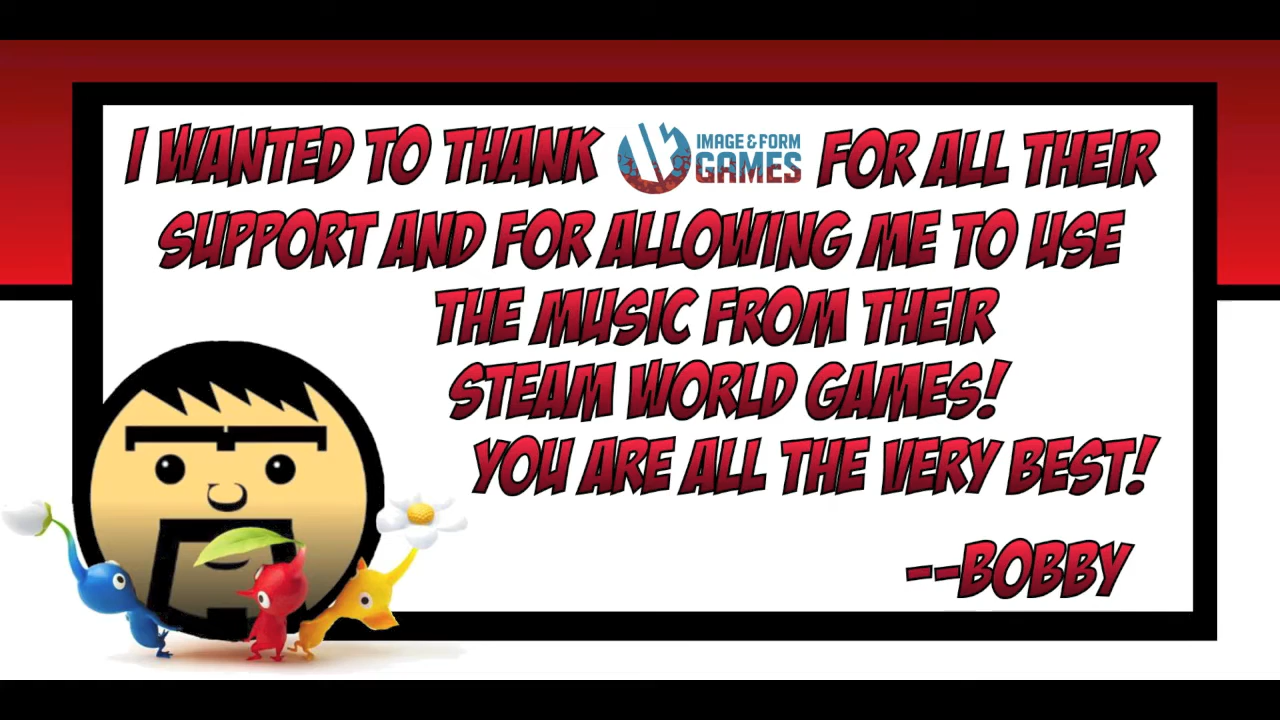 I WANTED TO THANK IMAGE & FORM GAMES FOR ALL THEIR
SUPPORT AND FOR ALLOWING ME TO USE
THE MUSIC FROM THEIR
STEAM WORLD GAMES!
YOU ARE ALL THE VERY BEST!
--BOBBY